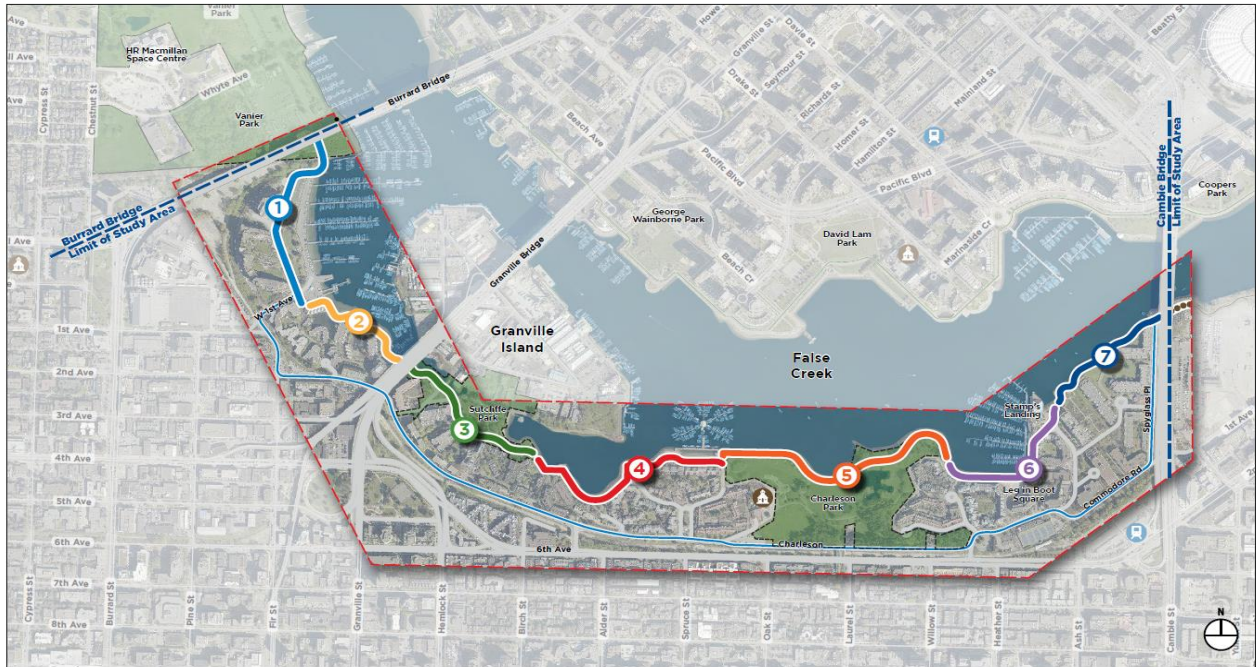 Vanier
Park
HR Macmillan
Space Centre
Whyte Ave
Cypress St
Chestnut St
Vanier
Park
Burrard Bridge
Burrard Bridge
Limit of Study Area
1
W 1st Ave
2
Howe
Granville St
Davie St
Drake St
Seymour St
Richards St
Homer St
Hamilton St
Mainland St
Beatty St
Beach Ave
Pacific Blvd
Pacific Blvd
George
Wainborne Park
David Lam
Park
Beach Cr
Marinaside Cr
Coopers
Park
Cambie Bridge
Limit of Study Area
Granville Bridge
Granville
Island
False
Creek
Sutcliffe
Park
3
4
5
Charleson
Park
6
Leg in Boot
Square
Stamp's
Landing
7
Spyglass Pl
Commodore Rd
1st Ave
Charleson
6th Ave
1st Ave
2nd Ave
3rd Ave
4th Ave
5th Ave
6th Ave
7th Ave
8th Ave
Cypress St
Burrard St
Pine St
Fir St
Granville St
Hemlock St
Birch St
Alder St
Spruce St
Oak St
Laurel St
Willow St
Heather St
Ash St
Cambie St
N